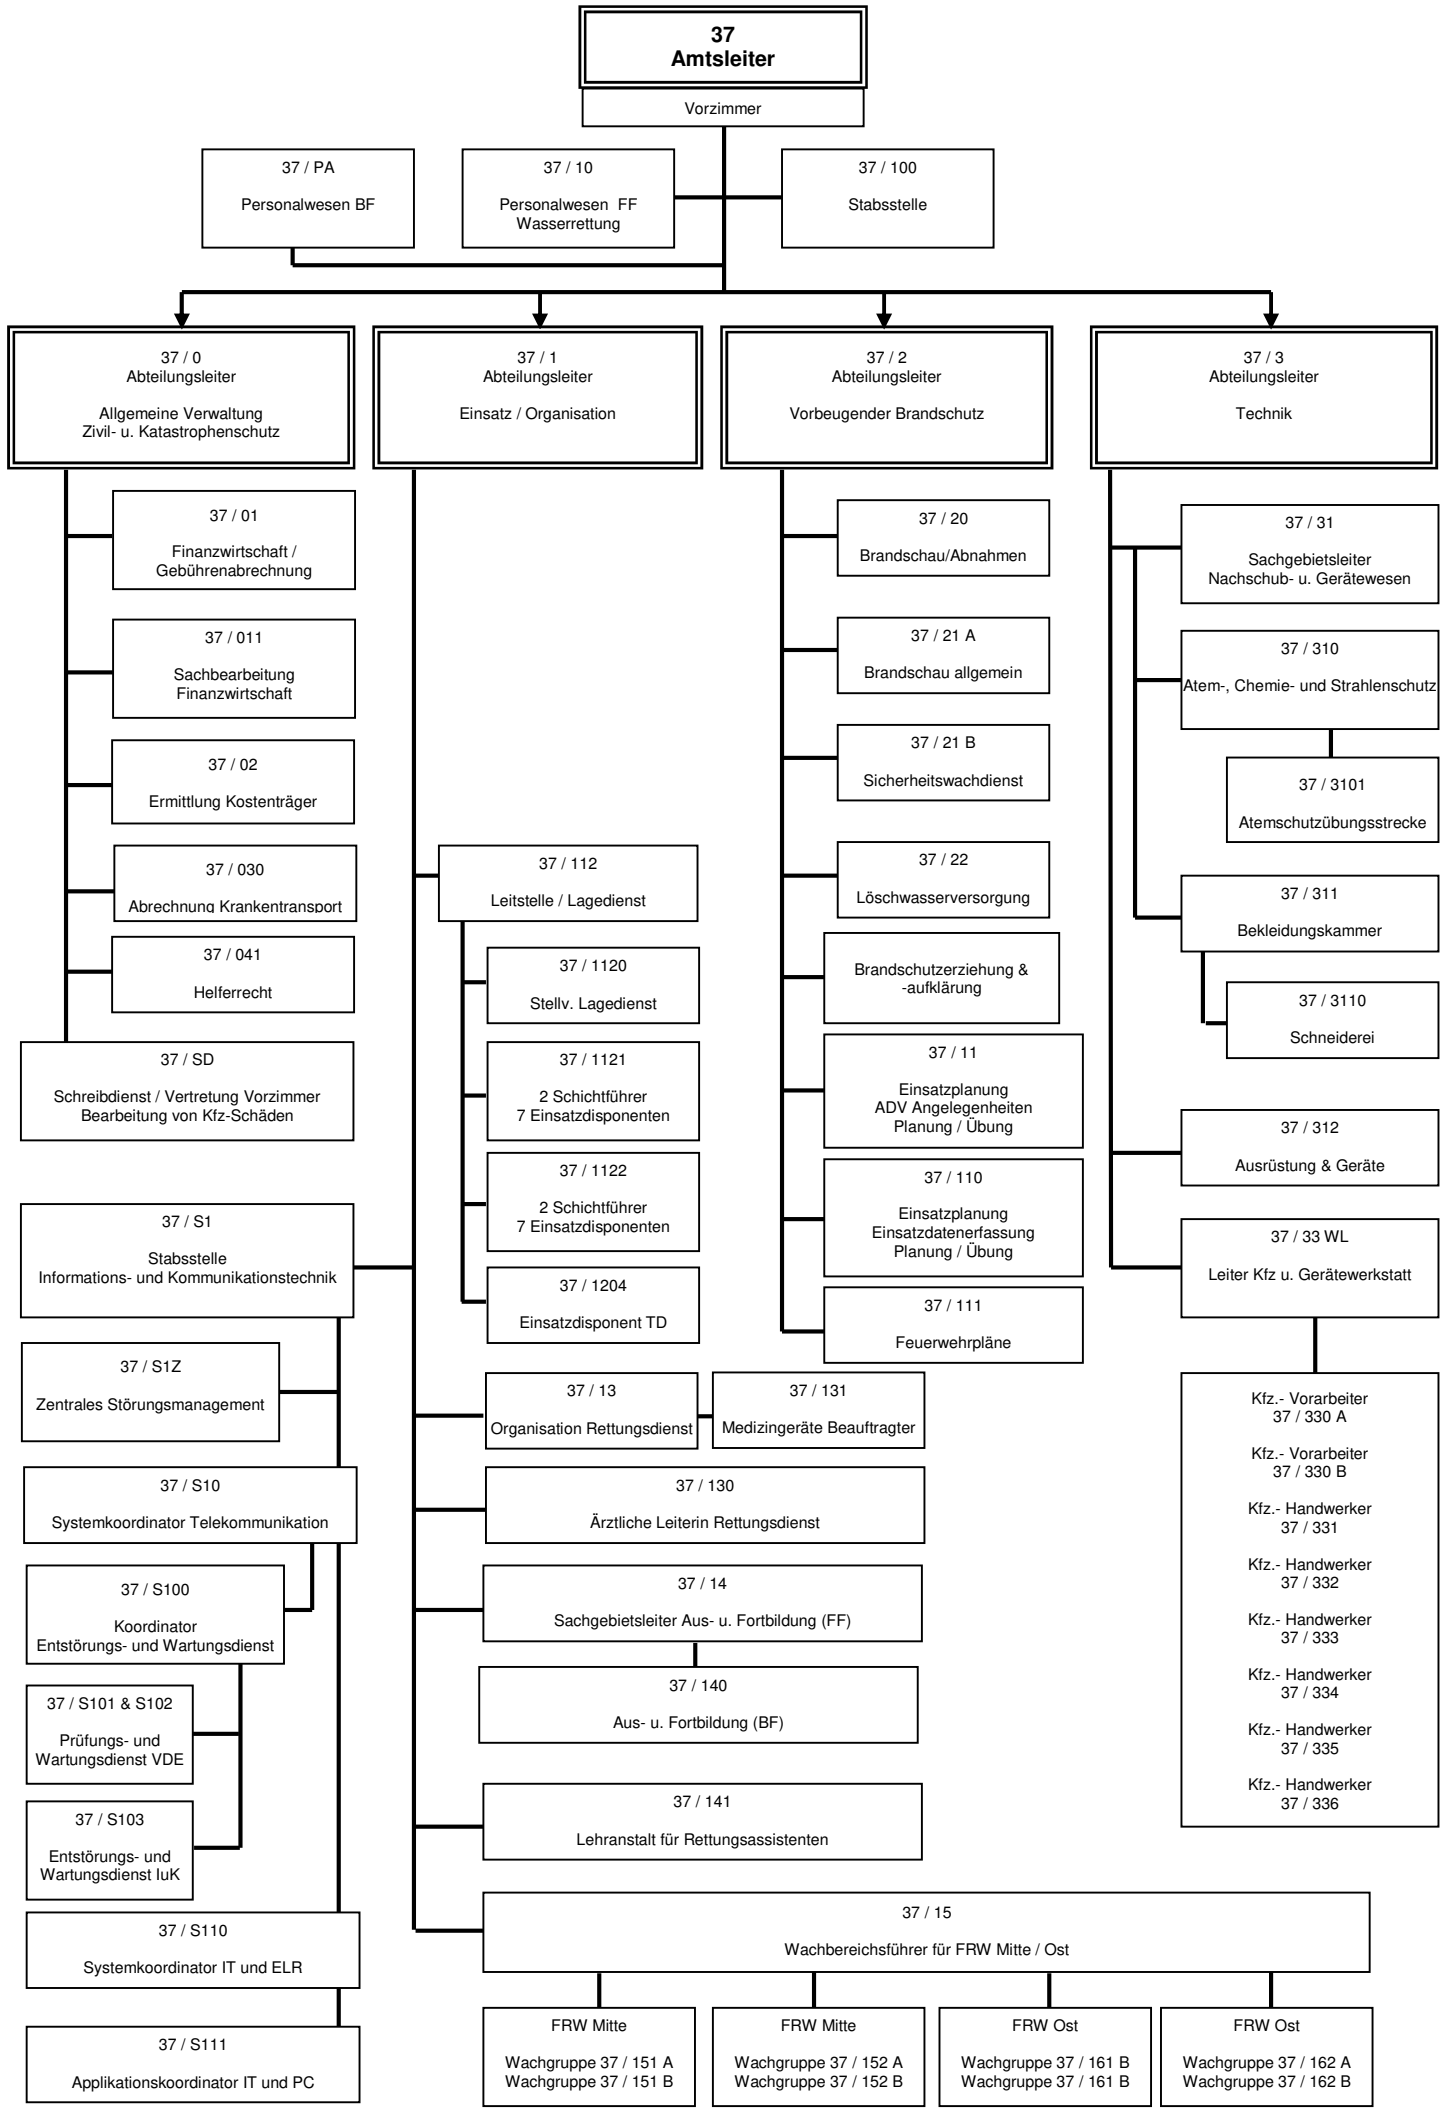 37
Amtsleiter
Vorzimmer
37 / PA
Personalwesen BF
37 / 10
Personalwesen  FF
Wasserrettung
37 / 100
Stabsstelle
37 / 0
Abteilungsleiter
Allgemeine Verwaltung
Zivil- u. Katastrophenschutz
37 / 1
Abteilungsleiter
Einsatz / Organisation
37 / 2
Abteilungsleiter
Vorbeugender Brandschutz
37 / 3
Abteilungsleiter
Technik
37 / 01
Finanzwirtschaft /
Gebührenabrechnung
37 / 011
Sachbearbeitung
Finanzwirtschaft
37 / 02
Ermittlung Kostenträger
37 / 030
Abrechnung Krankentransport
37 / 041
Helferrecht
37 / SD
Schreibdienst / Vertretung Vorzimmer
Bearbeitung von Kfz-Schäden
37 / S1
Stabsstelle
Informations- und Kommunikationstechnik
37 / S1Z
Zentrales Störungsmanagement
37 / S10
Systemkoordinator Telekommunikation
37 / S100
Koordinator
Entstörungs- und Wartungsdienst
37 / S101 & S102
Prüfungs- und
Wartungsdienst VDE
37 / S103
Entstörungs- und
Wartungsdienst IuK
37 / S110
Systemkoordinator IT und ELR
37 / S111
Applikationskoordinator IT und PC
37 / 112
Leitstelle / Lagedienst
37 / 1120
Stellv. Lagedienst
37 / 1121
2 Schichtführer
7 Einsatzdisponenten
37 / 1122
2 Schichtführer
7 Einsatzdisponenten
37 / 1204
Einsatzdisponent TD
37 / 13
Organisation Rettungsdienst
37 / 131
Medizingeräte Beauftragter
37 / 130
Ärztliche Leiterin Rettungsdienst
37 / 14
Sachgebietsleiter Aus- u. Fortbildung (FF)
37 / 140
Aus- u. Fortbildung (BF)
37 / 141
Lehranstalt für Rettungsassistenten
37 / 15
Wachbereichsführer für FRW Mitte / Ost
FRW Mitte
Wachgruppe 37 / 151 A
Wachgruppe 37 / 151 B
FRW Mitte
Wachgruppe 37 / 152 A
Wachgruppe 37 / 152 B
FRW Ost
Wachgruppe 37 / 161 B
Wachgruppe 37 / 161 B
FRW Ost
Wachgruppe 37 / 162 A
Wachgruppe 37 / 162 B
37 / 20
Brandschau/Abnahmen
37 / 21 A
Brandschau allgemein
37 / 21 B
Sicherheitswachdienst
37 / 22
Löschwasserversorgung
Brandschutzerziehung &
-aufklärung
37 / 11
Einsatzplanung
ADV Angelegenheiten
Planung / Übung
37 / 110
Einsatzplanung
Einsatzdatenerfassung
Planung / Übung
37 / 111
Feuerwehrpläne
37 / 31
Sachgebietsleiter
Nachschub- u. Gerätewesen
37 / 310
Atem-, Chemie- und Strahlenschutz
37 / 3101
Atemschutzübungsstrecke
37 / 311
Bekleidungskammer
37 / 3110
Schneiderei
37 / 312
Ausrüstung & Geräte
37 / 33 WL
Leiter Kfz u. Gerätewerkstatt
Kfz.- Vorarbeiter
37 / 330 A
Kfz.- Vorarbeiter
37 / 330 B
Kfz.- Handwerker
37 / 331
Kfz.- Handwerker
37 / 332
Kfz.- Handwerker
37 / 333
Kfz.- Handwerker
37 / 334
Kfz.- Handwerker
37 / 335
Kfz.- Handwerker
37 / 336